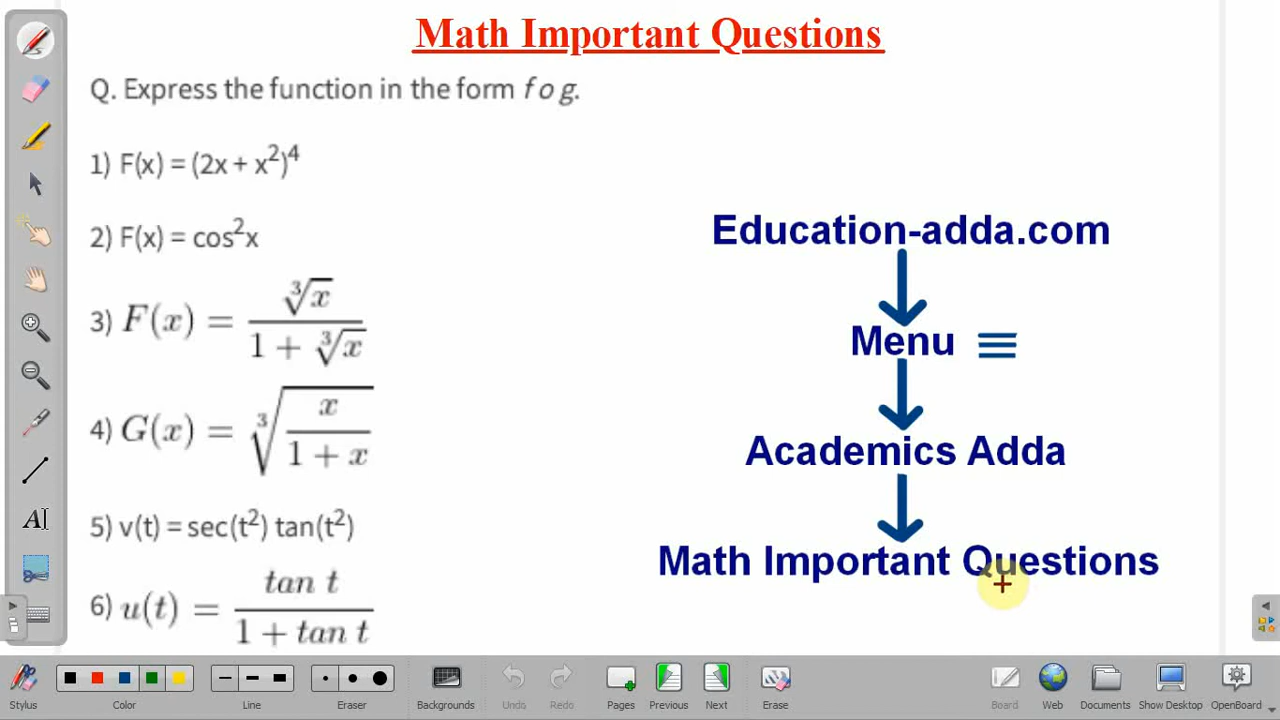 Math Important Questions
Q. Express the function in the form f o g.
1) F(x) = (2x + x²)⁴
2) F(x) = cos²x
3) F(x) = ∛x / (1 + ∛x)
4) G(x) = ∛(x / (1 + x))
5) v(t) = sec(t²) tan(t²)
6) u(t) = tan t / (1 + tan t)
Education-adda.com
Menu
Academics Adda
Math Important Questions
AI
Stylus
Color
Line
Eraser
Backgrounds
Undo
Redo
Pages
Previous
Next
Erase
Board
Web
Documents
Show Desktop
OpenBoard